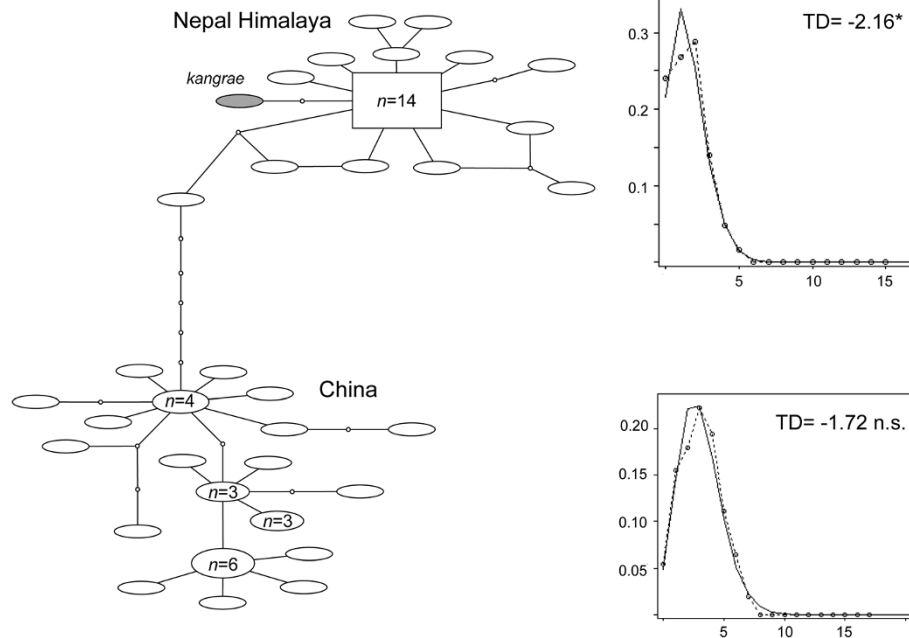 Nepal Himalaya
kangrae
n=14
TD= -2.16*
0.3
0.2
0.1
5
10
15
China
n=4
n=3
n=3
n=6
TD= -1.72 n.s.
0.20
0.15
0.10
0.05
5
10
15